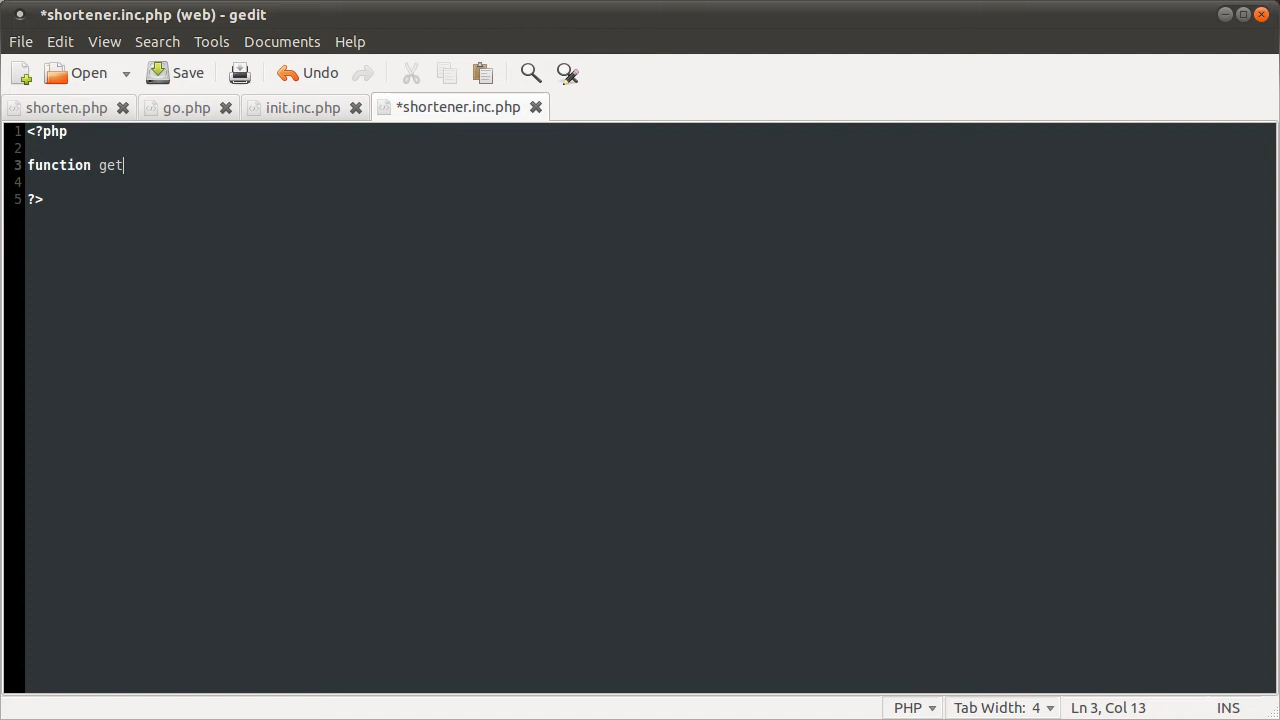 *shortener.inc.php (web) - gedit
File Edit View Search Tools Documents Help
Open Save Undo
shorten.php go.php init.inc.php *shortener.inc.php
1 <?php
2
3 function get
4
5 ?>
PHP Tab Width: 4 Ln 3, Col 13 INS